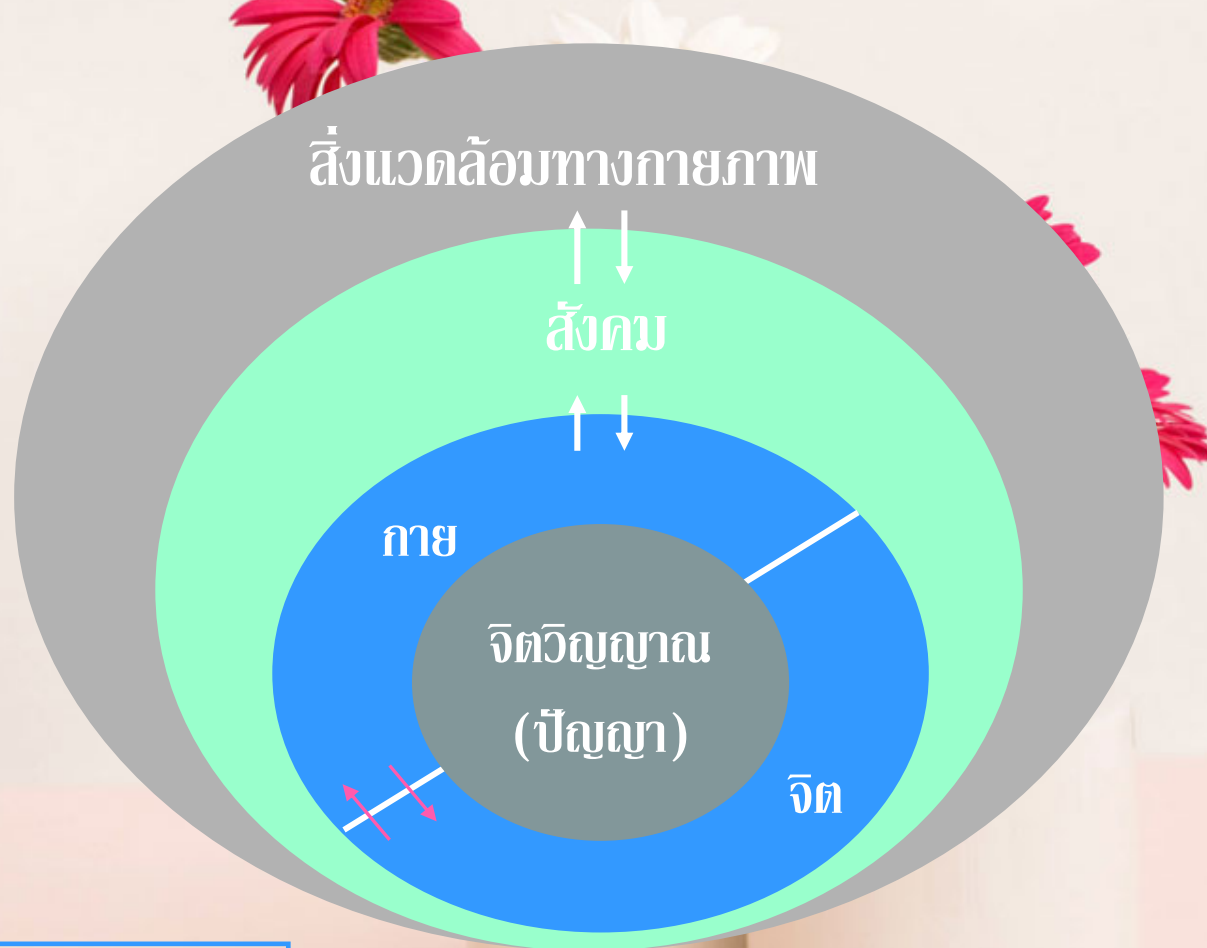 สิ่งแวดล้อมทางกายภาพ
สังคม
กาย
จิตวิญญาณ
(ปัญญา)
จิต